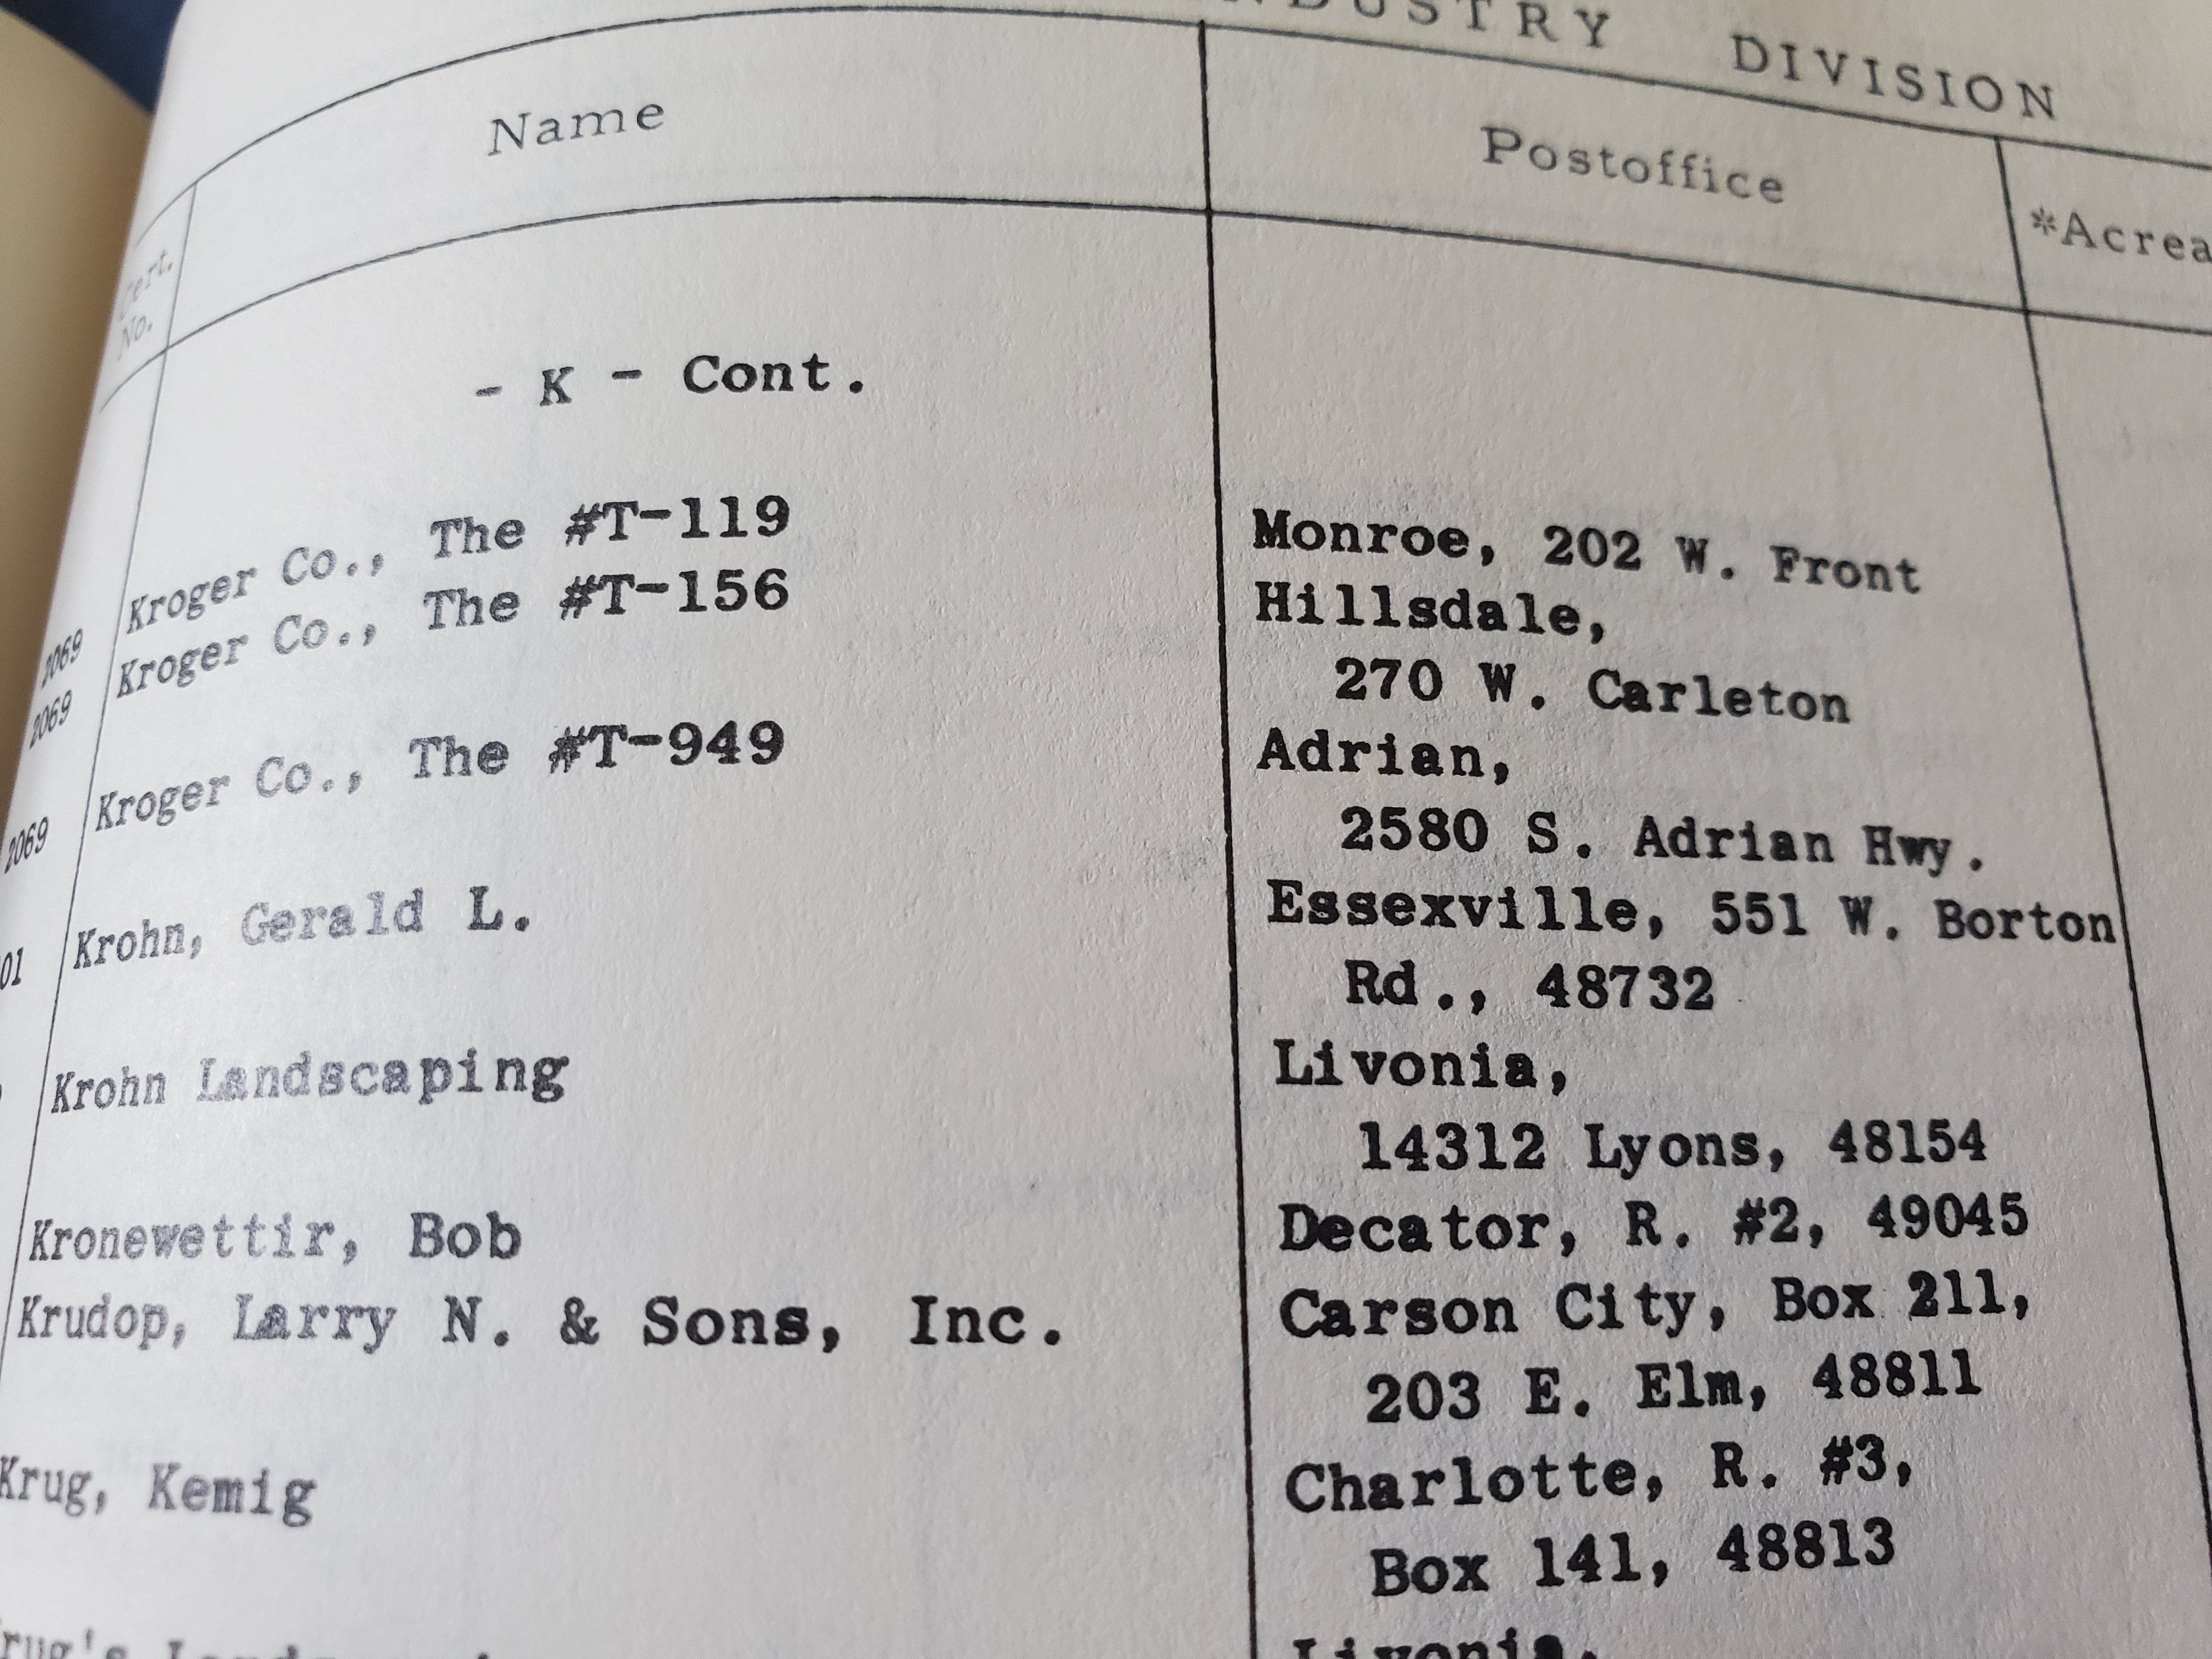 DIVISION
Cert. No. Name Postoffice
- K - Cont.
2069 Kroger Co., The #T-119 Monroe, 202 W. Front
2069 Kroger Co., The #T-156 Hillsdale,
270 W. Carleton
2069 Kroger Co., The #T-949 Adrian,
2580 S. Adrian Hwy.
01 Krohn, Gerald L. Essexville, 551 W. Borton
Rd., 48732
Krohn Landscaping Livonia,
14312 Lyons, 48154
Kronewettir, Bob Decator, R. #2, 49045
Krudop, Larry N. & Sons, Inc. Carson City, Box 211,
203 E. Elm, 48811
Krug, Kemig Charlotte, R. #3,
Box 141, 48813
Livonia,